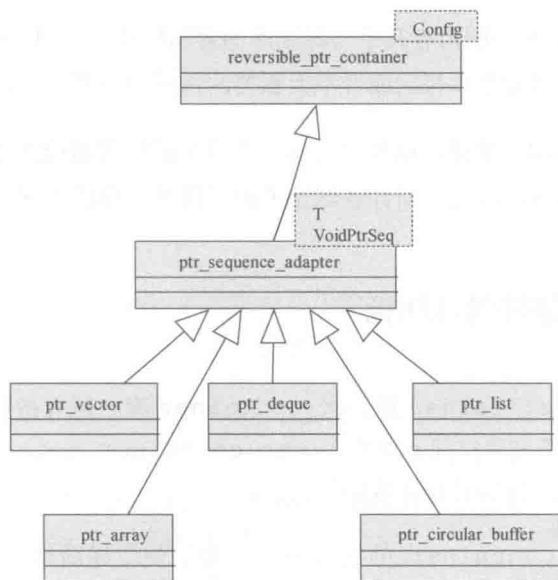 Config
reversible_ptr_container
T
VoidPtrSeq
ptr_sequence_adapter
ptr_vector
ptr_deque
ptr_list
ptr_array
ptr_circular_buffer